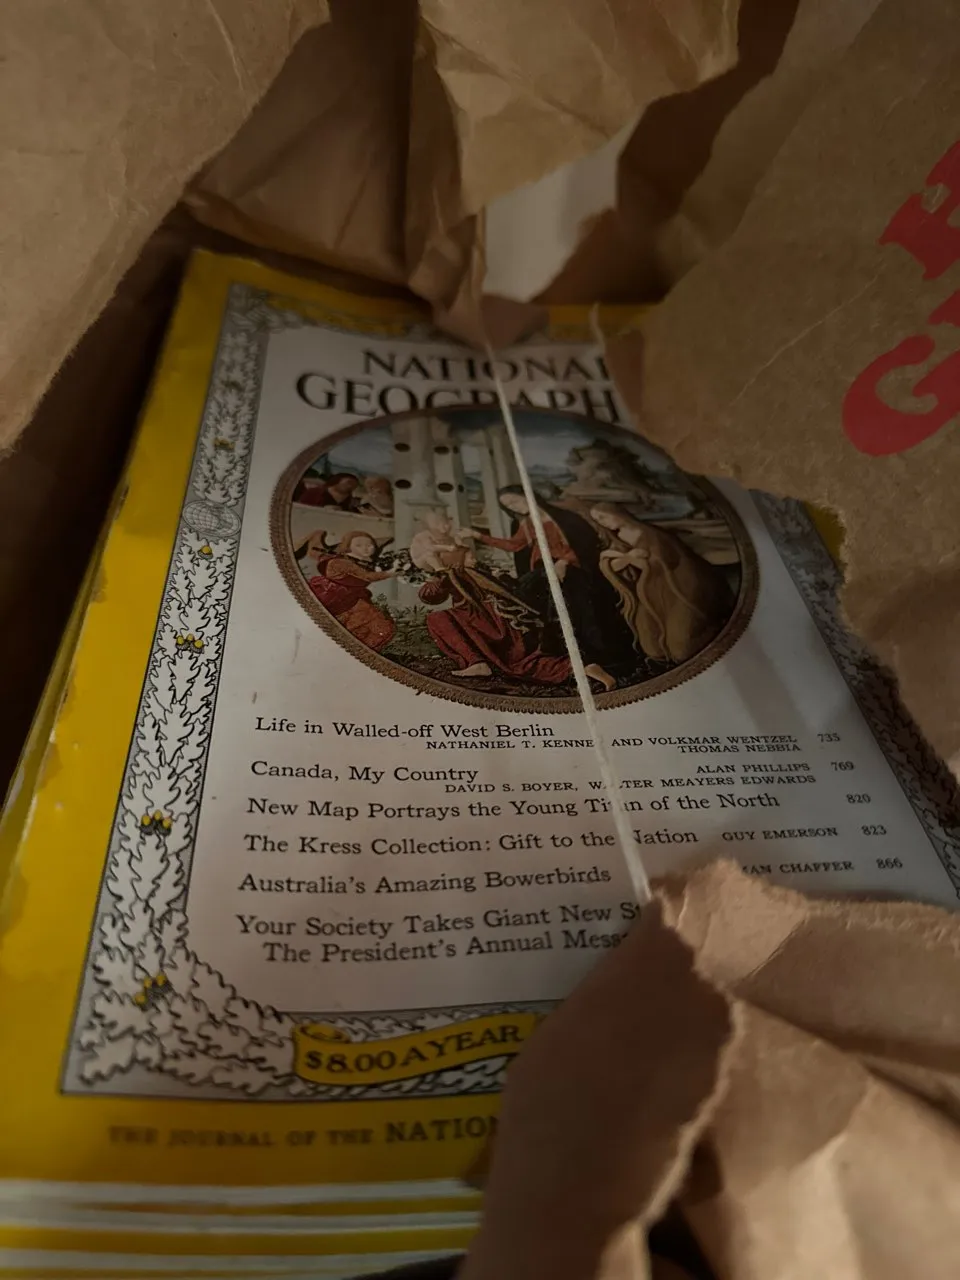 NATIONAL
GEOGRAPH
Life in Walled-off West Berlin
NATHANIEL T. KENNE AND VOLKMAR WENTZEL 735
THOMAS NEBBIA
Canada, My Country ALAN PHILLIPS 769
DAVID S. BOYER, W TER MEAYERS EDWARDS
New Map Portrays the Young Ti n of the North 820
The Kress Collection: Gift to the Nation GUY EMERSON 823
Australia's Amazing Bowerbirds MAN CHAFFER 866
Your Society Takes Giant New St
The President's Annual Mess
$8.00 A YEAR
THE JOURNAL OF THE NATION
G